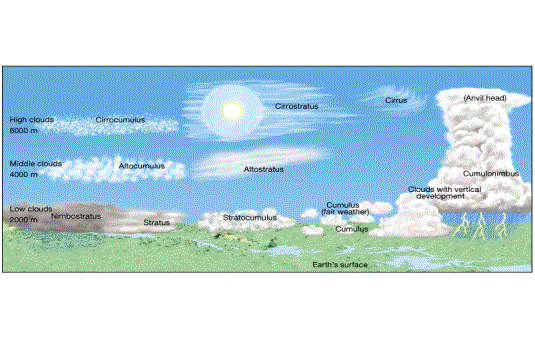 High clouds
6000 m
Cirrocumulus
Cirrostratus
Cirrus
(Anvil head)
Middle clouds
4000 m
Altocumulus
Altostratus
Cumulonimbus
Clouds with vertical
development
Low clouds
2000 m
Nimbostratus
Stratus
Stratocumulus
Cumulus
(fair weather)
Cumulus
Earth's surface